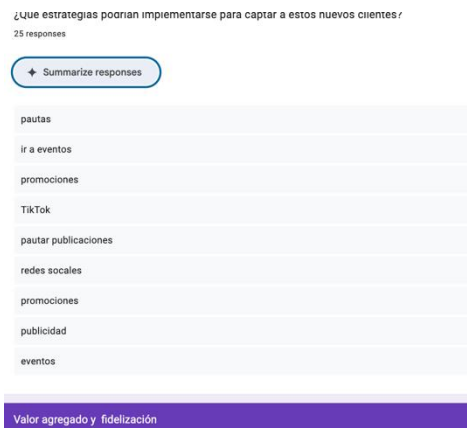 ¿Que estrategias podrían implementarse para captar a estos nuevos clientes?
25 responses
Summarize responses
pautas
ir a eventos
promociones
TikTok
pautar publicaciones
redes socales
promociones
publicidad
eventos
Valor agregado y fidelización